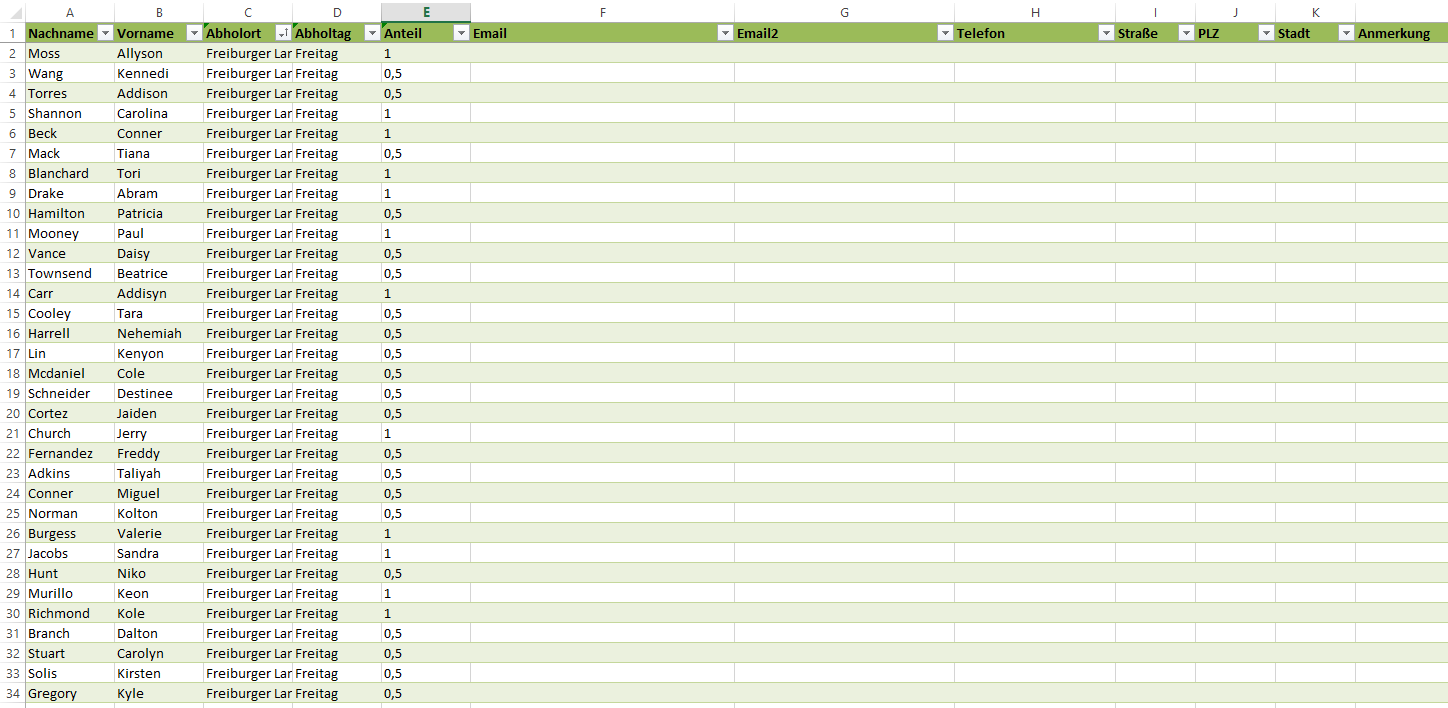 A B C D E F G H I J K
1 Nachname Vorname Abholort Abholtag Anteil Email Email2 Telefon Straße PLZ Stadt Anmerkung
2 Moss Allyson Freiburger Lar Freitag 1
3 Wang Kennedi Freiburger Lar Freitag 0,5
4 Torres Addison Freiburger Lar Freitag 0,5
5 Shannon Carolina Freiburger Lar Freitag 1
6 Beck Conner Freiburger Lar Freitag 1
7 Mack Tiana Freiburger Lar Freitag 0,5
8 Blanchard Tori Freiburger Lar Freitag 1
9 Drake Abram Freiburger Lar Freitag 1
10 Hamilton Patricia Freiburger Lar Freitag 0,5
11 Mooney Paul Freiburger Lar Freitag 1
12 Vance Daisy Freiburger Lar Freitag 0,5
13 Townsend Beatrice Freiburger Lar Freitag 0,5
14 Carr Addisyn Freiburger Lar Freitag 1
15 Cooley Tara Freiburger Lar Freitag 0,5
16 Harrell Nehemiah Freiburger Lar Freitag 0,5
17 Lin Kenyon Freiburger Lar Freitag 0,5
18 Mcdaniel Cole Freiburger Lar Freitag 0,5
19 Schneider Destinee Freiburger Lar Freitag 0,5
20 Cortez Jaiden Freiburger Lar Freitag 0,5
21 Church Jerry Freiburger Lar Freitag 1
22 Fernandez Freddy Freiburger Lar Freitag 0,5
23 Adkins Taliyah Freiburger Lar Freitag 0,5
24 Conner Miguel Freiburger Lar Freitag 0,5
25 Norman Kolton Freiburger Lar Freitag 0,5
26 Burgess Valerie Freiburger Lar Freitag 1
27 Jacobs Sandra Freiburger Lar Freitag 1
28 Hunt Niko Freiburger Lar Freitag 0,5
29 Murillo Keon Freiburger Lar Freitag 1
30 Richmond Kole Freiburger Lar Freitag 1
31 Branch Dalton Freiburger Lar Freitag 0,5
32 Stuart Carolyn Freiburger Lar Freitag 0,5
33 Solis Kirsten Freiburger Lar Freitag 0,5
34 Gregory Kyle Freiburger Lar Freitag 0,5